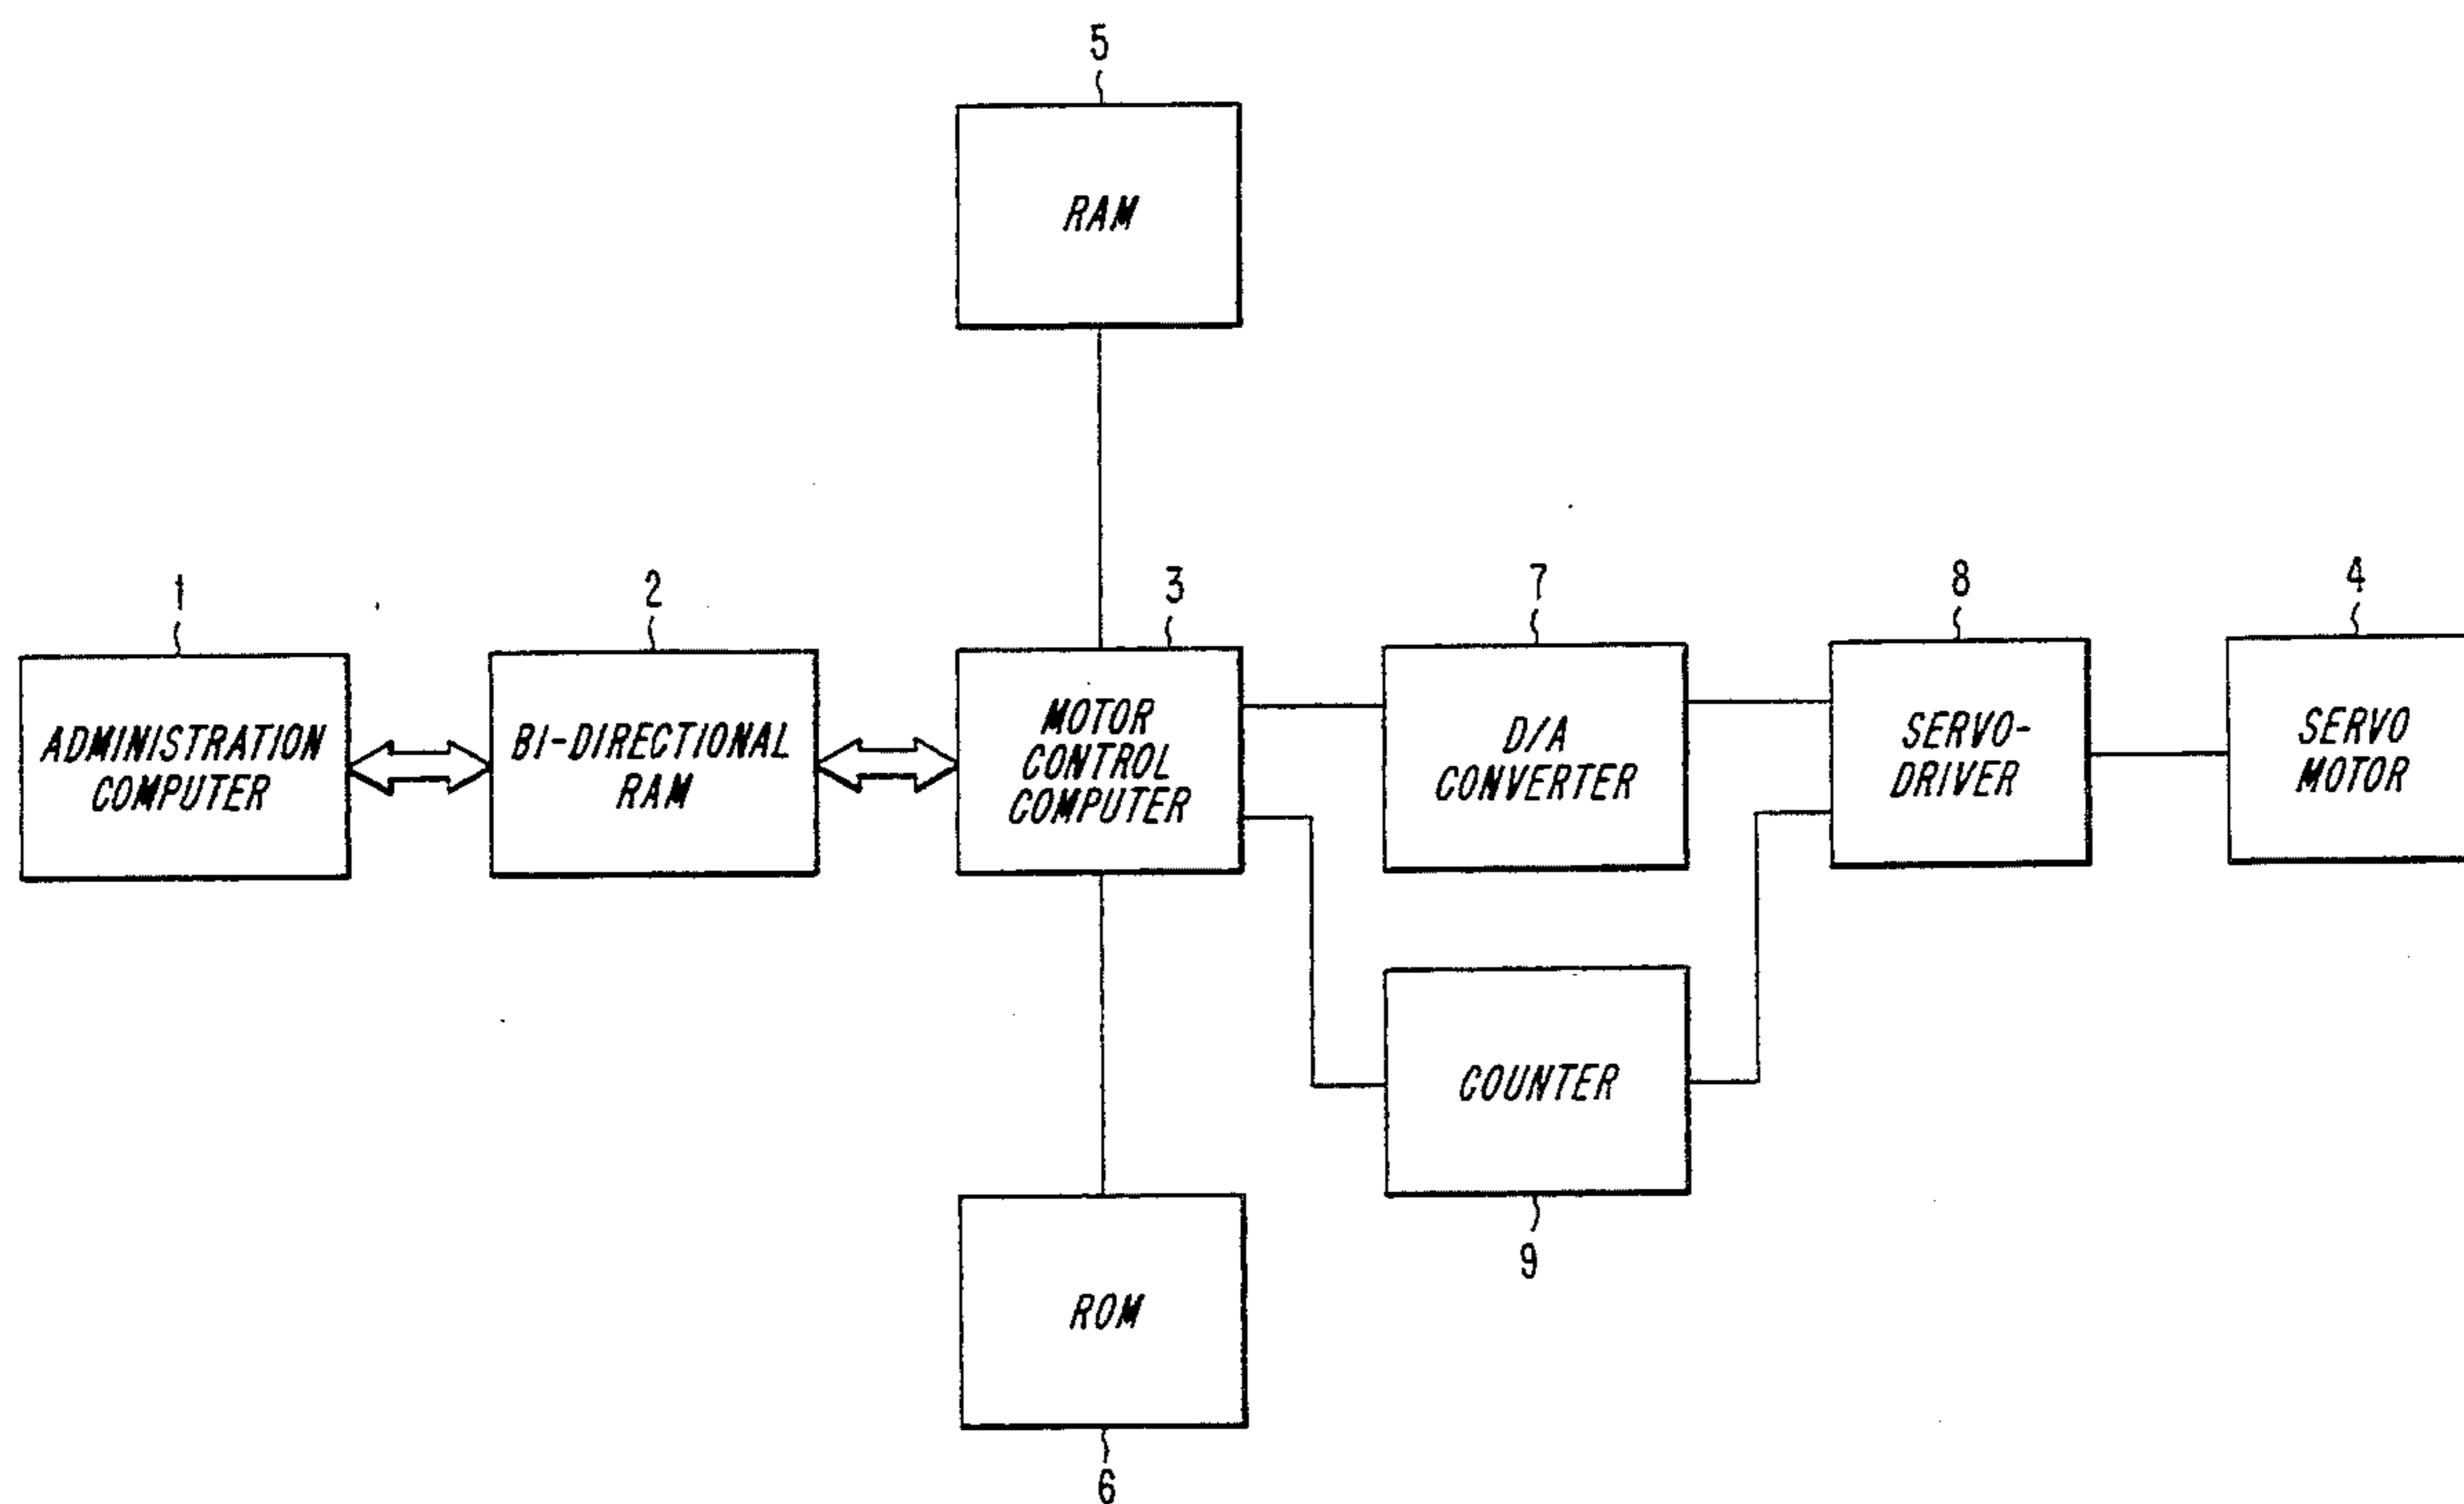 5
RAM
1
2
3
7
8
4
ADMINISTRATION
COMPUTER
BI-DIRECTIONAL
RAM
MOTOR
CONTROL
COMPUTER
D/A
CONVERTER
SERVO-
DRIVER
SERVO
MOTOR
COUNTER
9
ROM
6